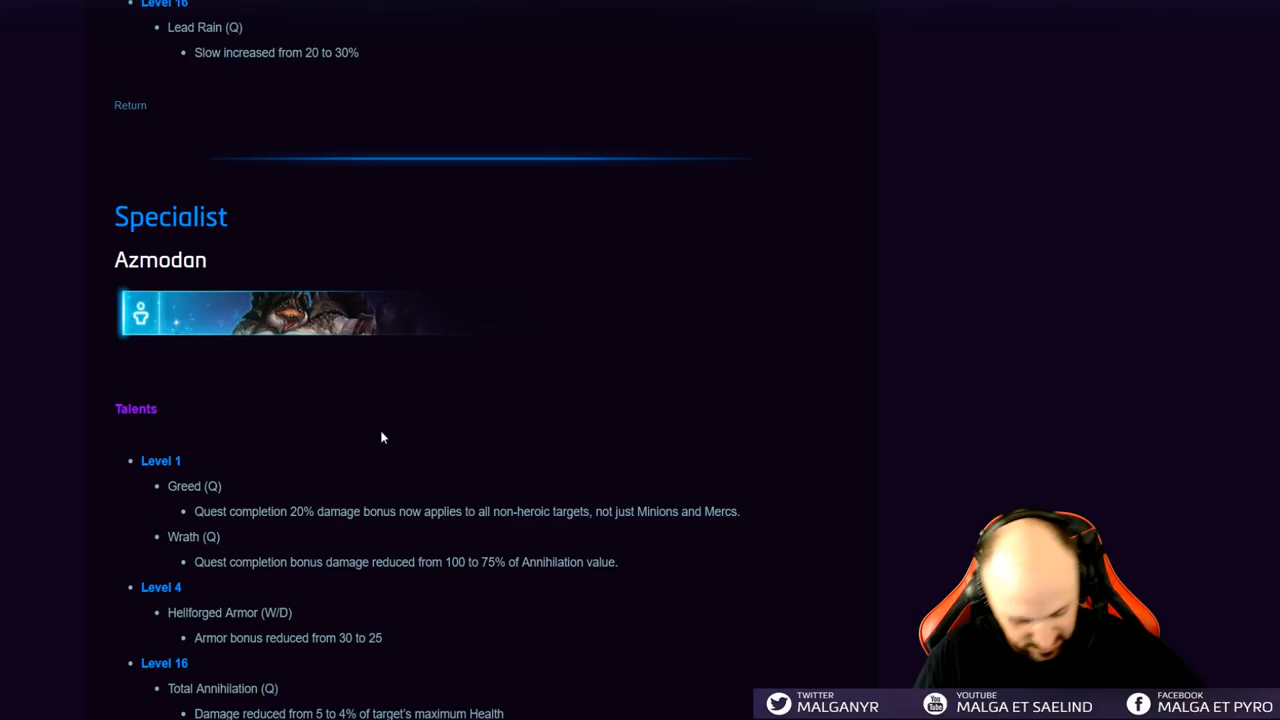 Level 16
Lead Rain (Q)
Slow increased from 20 to 30%
Return
Specialist
Azmodan
Talents
Level 1
Greed (Q)
Quest completion 20% damage bonus now applies to all non-heroic targets, not just Minions and Mercs.
Wrath (Q)
Quest completion bonus damage reduced from 100 to 75% of Annihilation value.
Level 4
Hellforged Armor (W/D)
Armor bonus reduced from 30 to 25
Level 16
Total Annihilation (Q)
Damage reduced from 5 to 4% of target's maximum Health
TWITTER
MALGANYR
YOUTUBE
MALGA ET SAELIND
FACEBOOK
MALGA ET PYRO